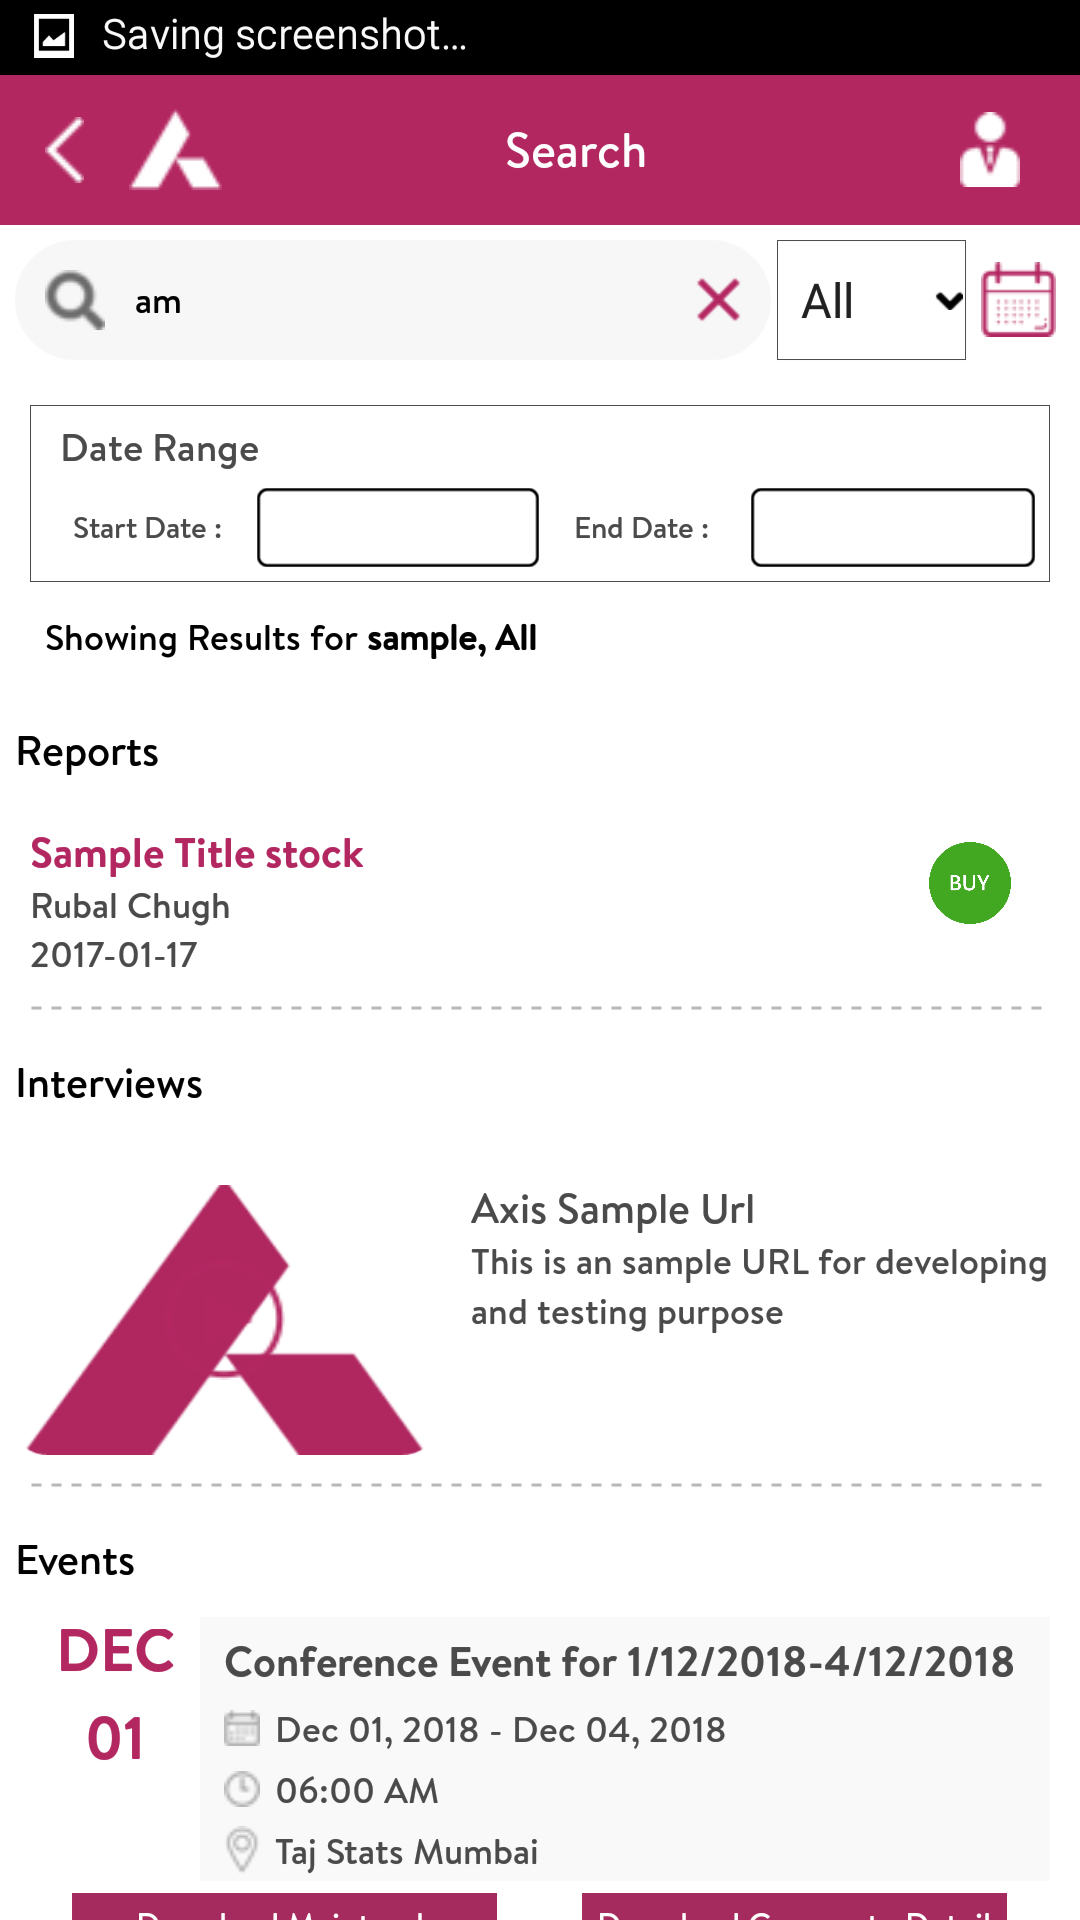 Saving screenshot...
Search
am
All
Date Range
Start Date :
End Date :
Showing Results for sample, All
Reports
Sample Title stock
BUY
Rubal Chugh
2017-01-17
Interviews
Axis Sample Url
This is an sample URL for developing
and testing purpose
Events
DEC
01
Conference Event for 1/12/2018-4/12/2018
Dec 01, 2018 - Dec 04, 2018
06:00 AM
Taj Stats Mumbai